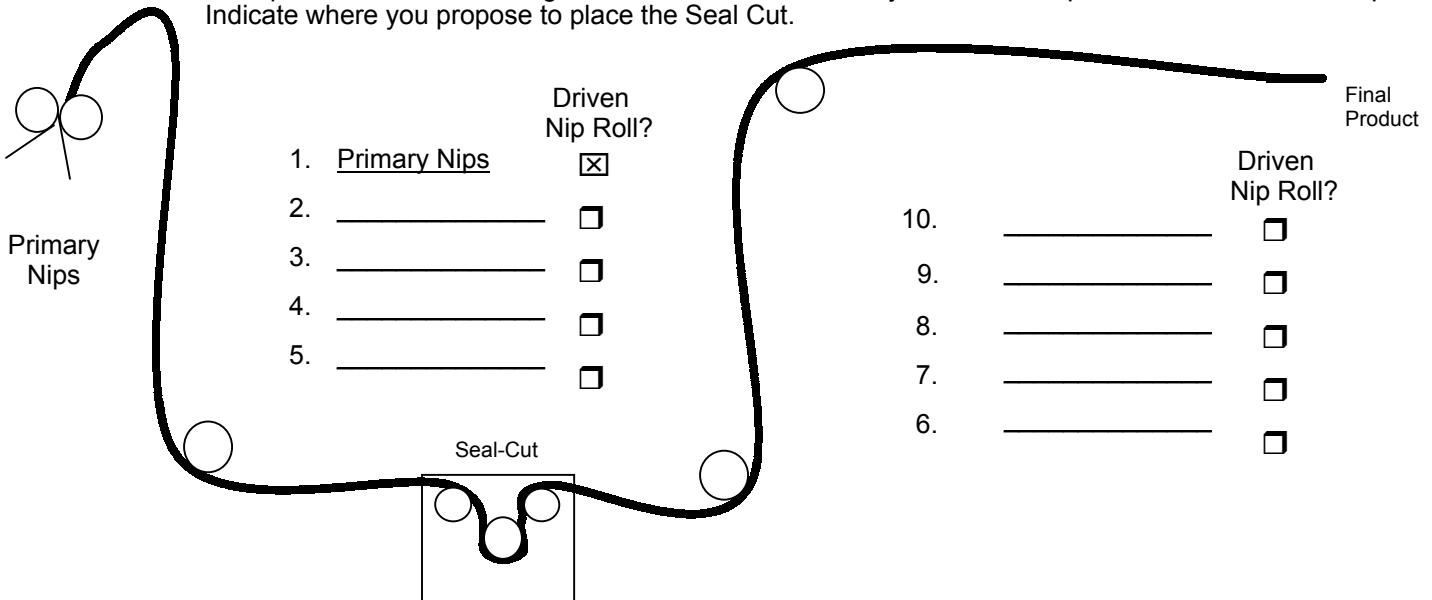 Indicate where you propose to place the Seal Cut.
Driven
Nip Roll?
1. Primary Nips
2.
3.
4.
5.
Primary
Nips
Seal-Cut
Final
Product
Driven
Nip Roll?
10.
9.
8.
7.
6.